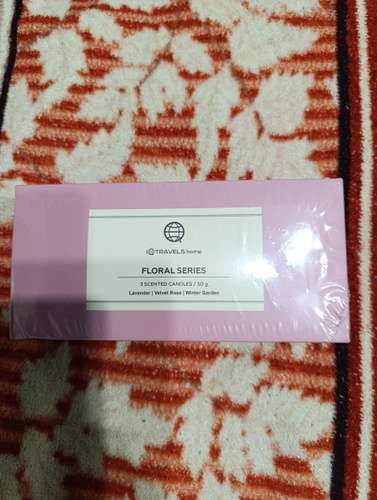 TRAVELS.home
FLORAL SERIES
3 SCENTED CANDLES / 50 g
Lavender | Velvet Rose | Winter Garden